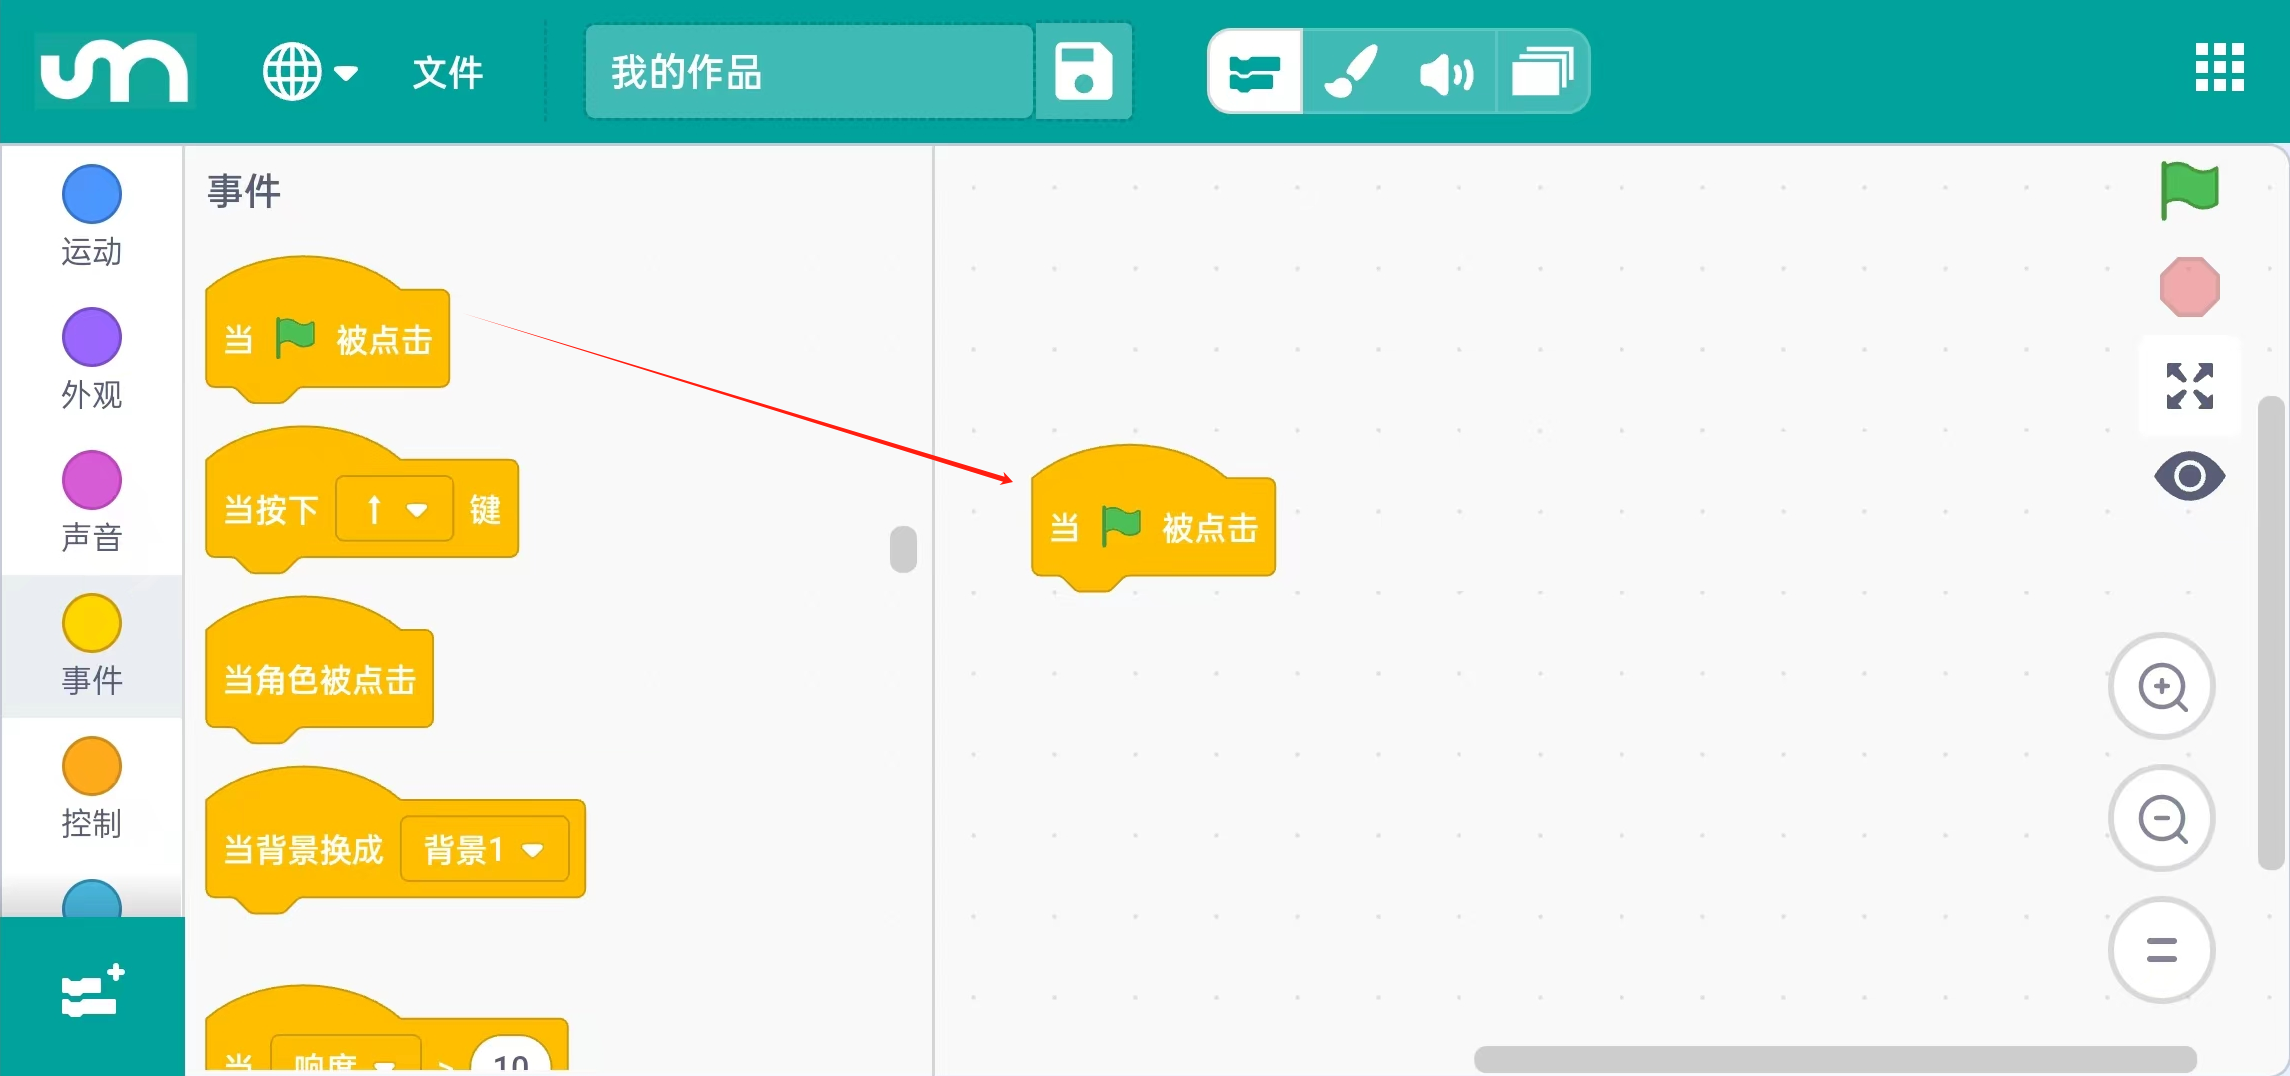 um
文件
我的作品
运动
外观
声音
事件
控制
事件
当 被点击
当按下 ↑ 键
当角色被点击
当背景换成 背景1
当 响度 > 10
当 被点击